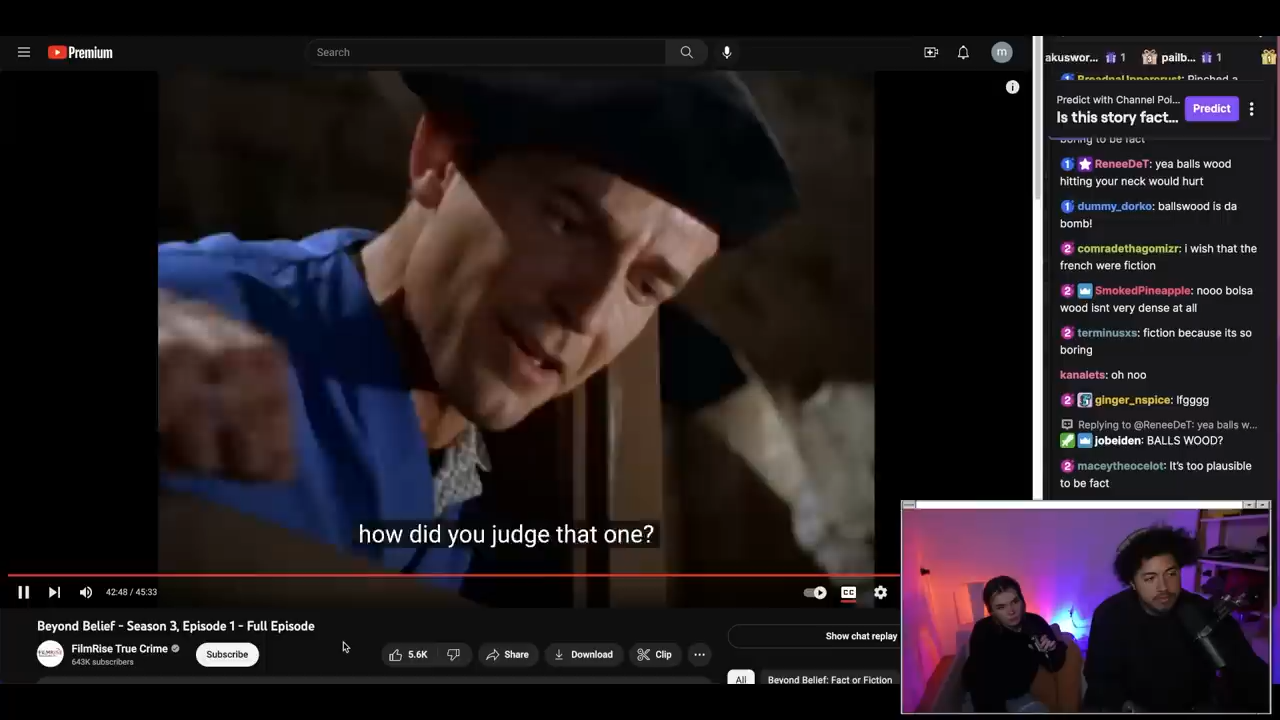 Premium
Search
m
how did you judge that one?
42:48 / 45:33
CC
Beyond Belief - Season 3, Episode 1 - Full Episode
FilmRise True Crime
643K subscribers
Subscribe
5.6K
Share
Download
Clip
Show chat replay
All
Beyond Belief: Fact or Fiction
akuswor... 1 pailb... 1
BreadnaUppercrust: Pinched a
Predict with Channel Poi...
Is this story fact...
Predict
boring to be fact
1 ReneeDeT: yea balls wood
hitting your neck would hurt
1 dummy_dorko: ballswood is da
bomb!
2 comradethagomizr: i wish that the
french were fiction
2 SmokedPineapple: nooo bolsa
wood isnt very dense at all
2 terminusxs: fiction because its so
boring
kanalets: oh noo
2 ginger_nspice: lfgggg
Replying to @ReneeDeT: yea balls w...
jobeiden: BALLS WOOD?
2 maceytheocelot: It's too plausible
to be fact